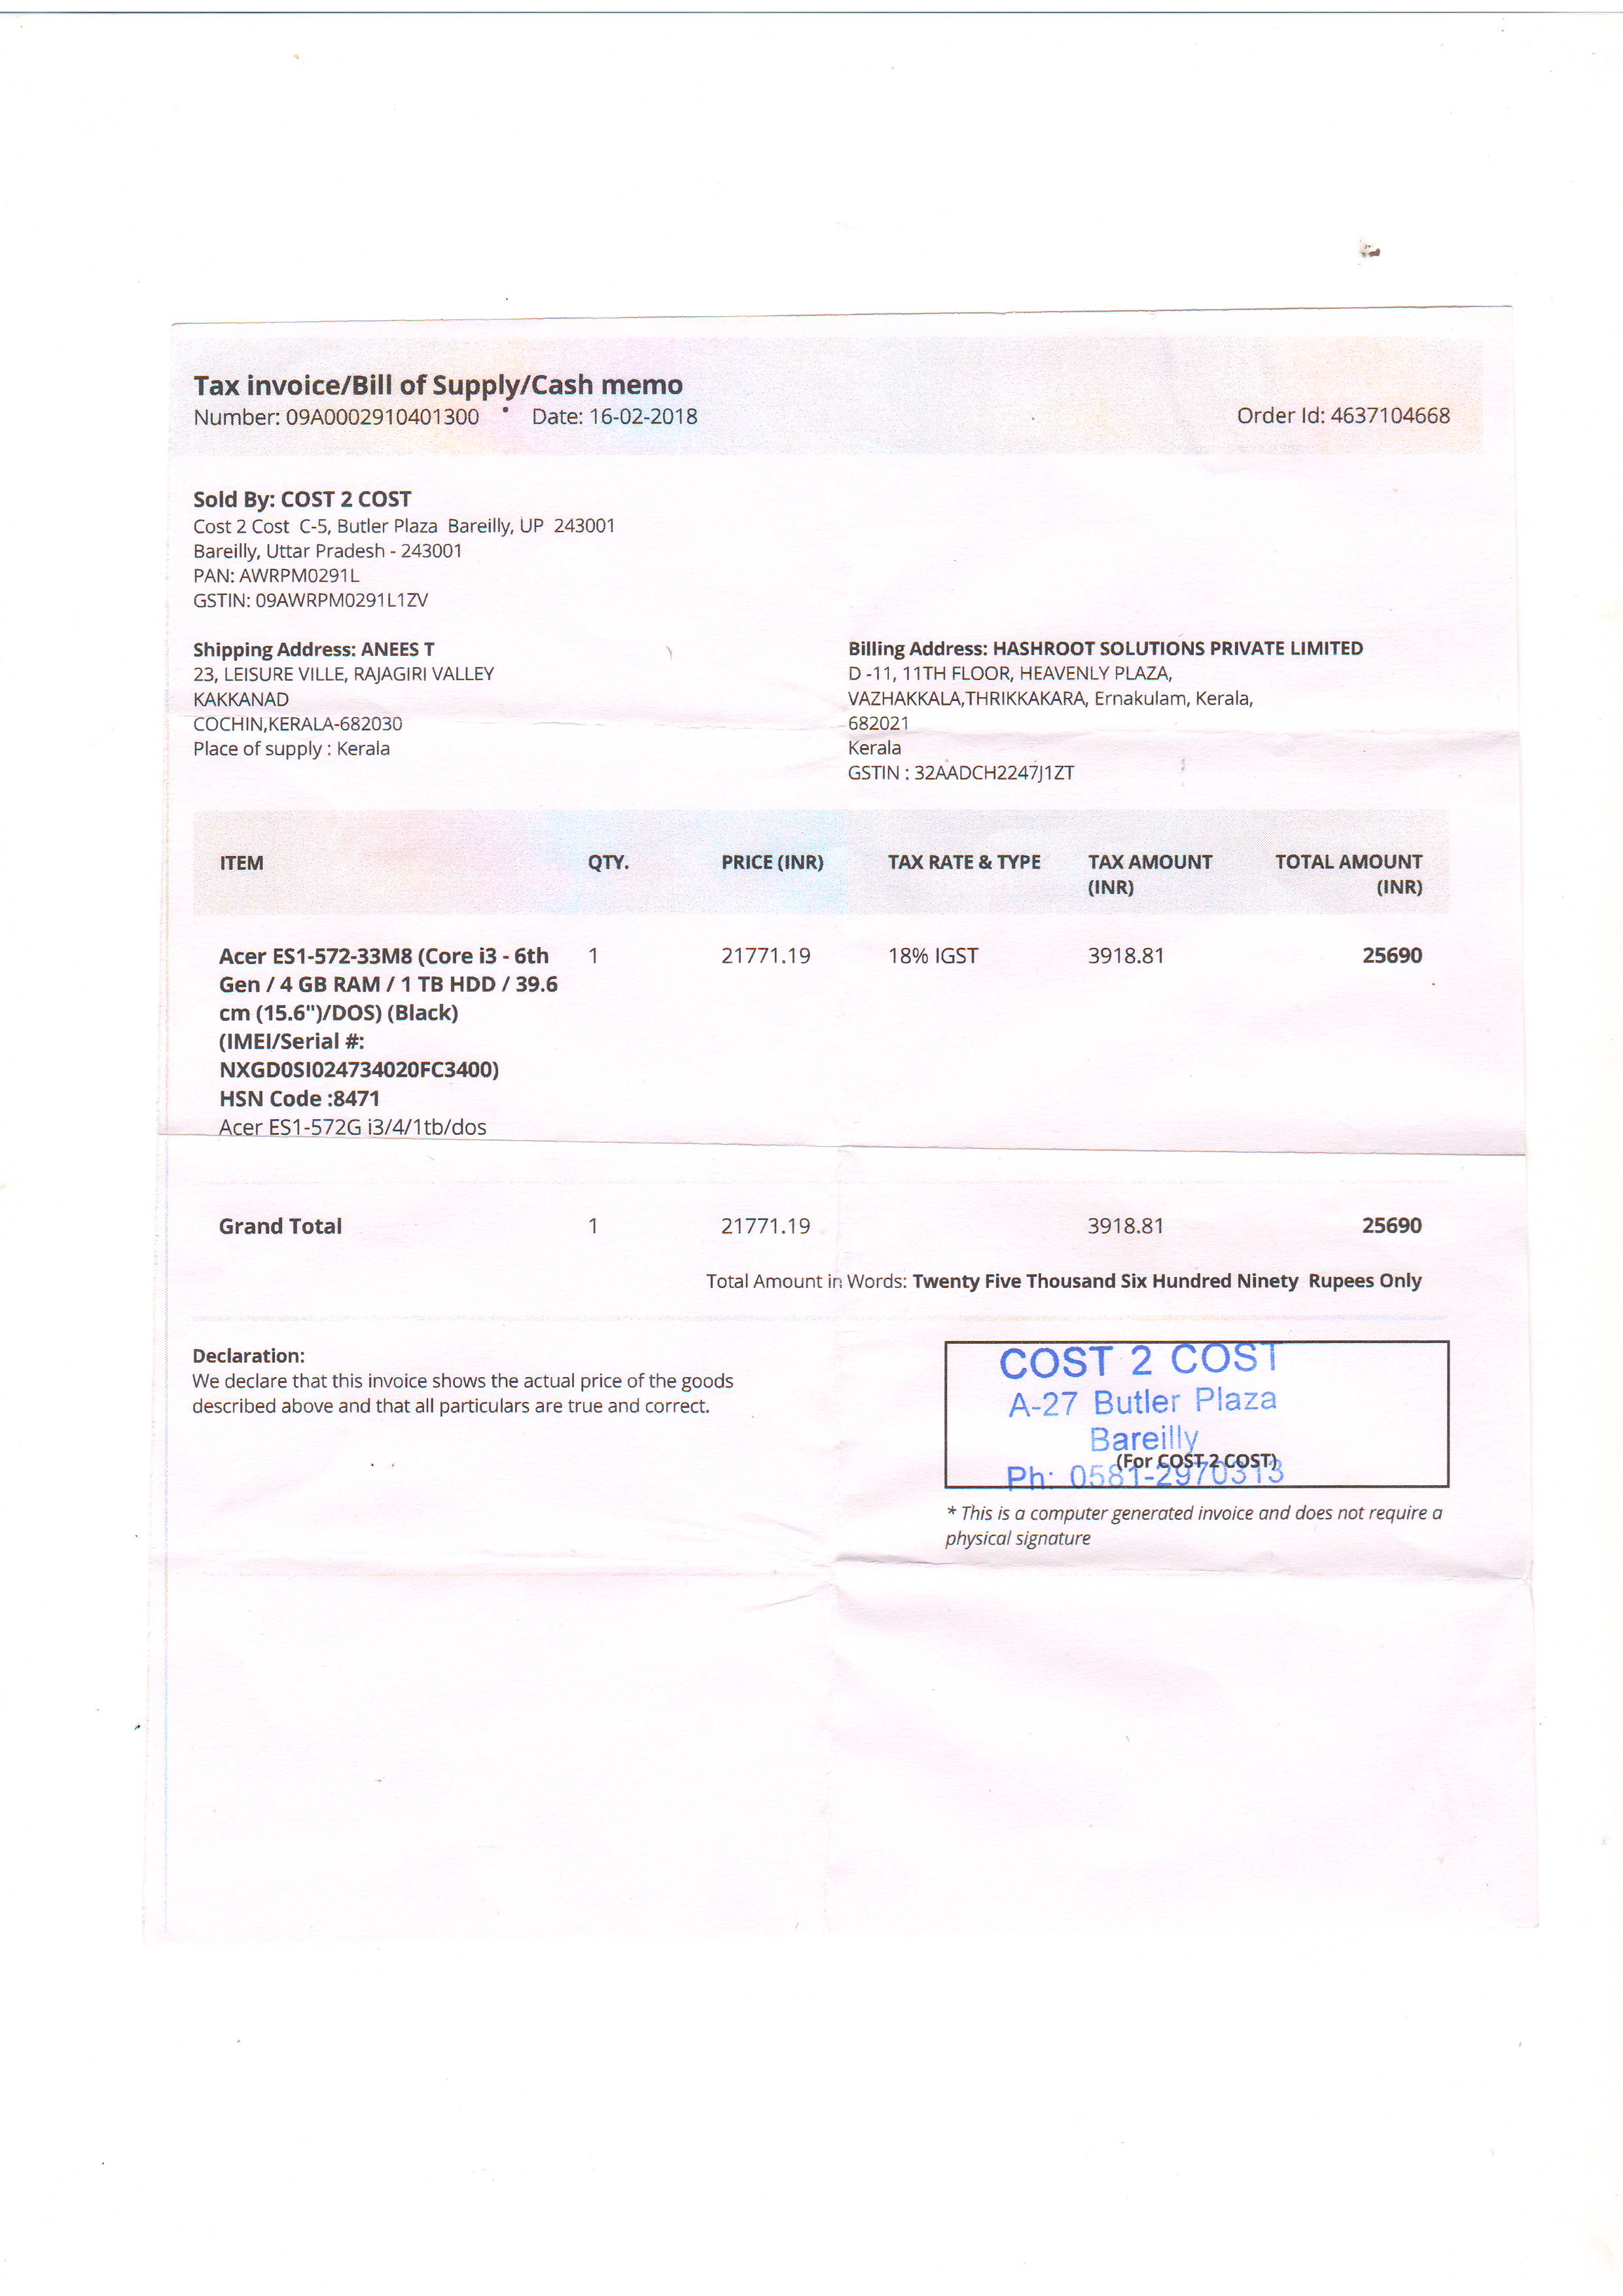 Tax invoice/Bill of Supply/Cash memo
Number: 09A0002910401300 • Date: 16-02-2018
Order Id: 4637104668
Sold By: COST 2 COST
Cost 2 Cost C-5, Butler Plaza Bareilly, UP 243001
Bareilly, Uttar Pradesh - 243001
PAN: AWRPM0291L
GSTIN: 09AWRPM0291L1ZV
Shipping Address: ANEES T
23, LEISURE VILLE, RAJAGIRI VALLEY
KAKKANAD
COCHIN,KERALA-682030
Place of supply : Kerala
Billing Address: HASHROOT SOLUTIONS PRIVATE LIMITED
D -11, 11TH FLOOR, HEAVENLY PLAZA,
VAZHAKKALA,THRIKKAKARA, Ernakulam, Kerala,
682021
Kerala
GSTIN : 32AADCH2247J1ZT
ITEM QTY. PRICE (INR) TAX RATE & TYPE TAX AMOUNT TOTAL AMOUNT
(INR) (INR)
Acer ES1-572-33M8 (Core i3 - 6th 1 21771.19 18% IGST 3918.81 25690
Gen / 4 GB RAM / 1 TB HDD / 39.6
cm (15.6")/DOS) (Black)
(IMEI/Serial #:
NXGD0SI024734020FC3400)
HSN Code :8471
Acer ES1-572G i3/4/1tb/dos
Grand Total 1 21771.19 3918.81 25690
Total Amount in Words: Twenty Five Thousand Six Hundred Ninety Rupees Only
Declaration:
We declare that this invoice shows the actual price of the goods
described above and that all particulars are true and correct.
COST 2 COST
A-27 Butler Plaza
Bareilly
(For COST 2 COST)
Ph: 0581-2970313
* This is a computer generated invoice and does not require a
physical signature